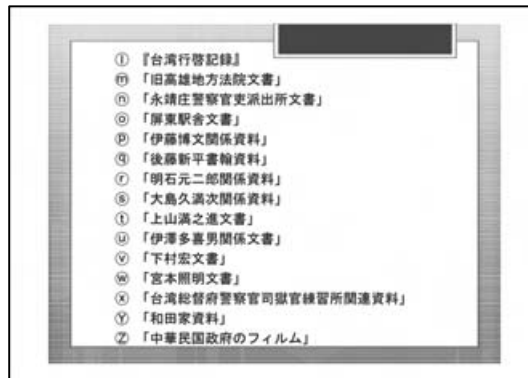 ⓛ 『台湾行啓記録』
ⓜ 「旧高雄地方法院文書」
ⓝ 「永靖庄警察官吏派出所文書」
ⓞ 「屏東駅舎文書」
ⓟ 「伊藤博文関係資料」
ⓠ 「後藤新平書翰資料」
ⓡ 「明石元二郎関係資料」
ⓢ 「大島久満次関係資料」
ⓣ 「上山満之進文書」
ⓤ 「伊澤多喜男関係文書」
ⓥ 「下村宏文書」
ⓦ 「宮本照明文書」
ⓧ 「台湾総督府警察官司獄官練習所関連資料」
Ⓨ 「和田家資料」
Ⓩ 「中華民国政府のフィルム」